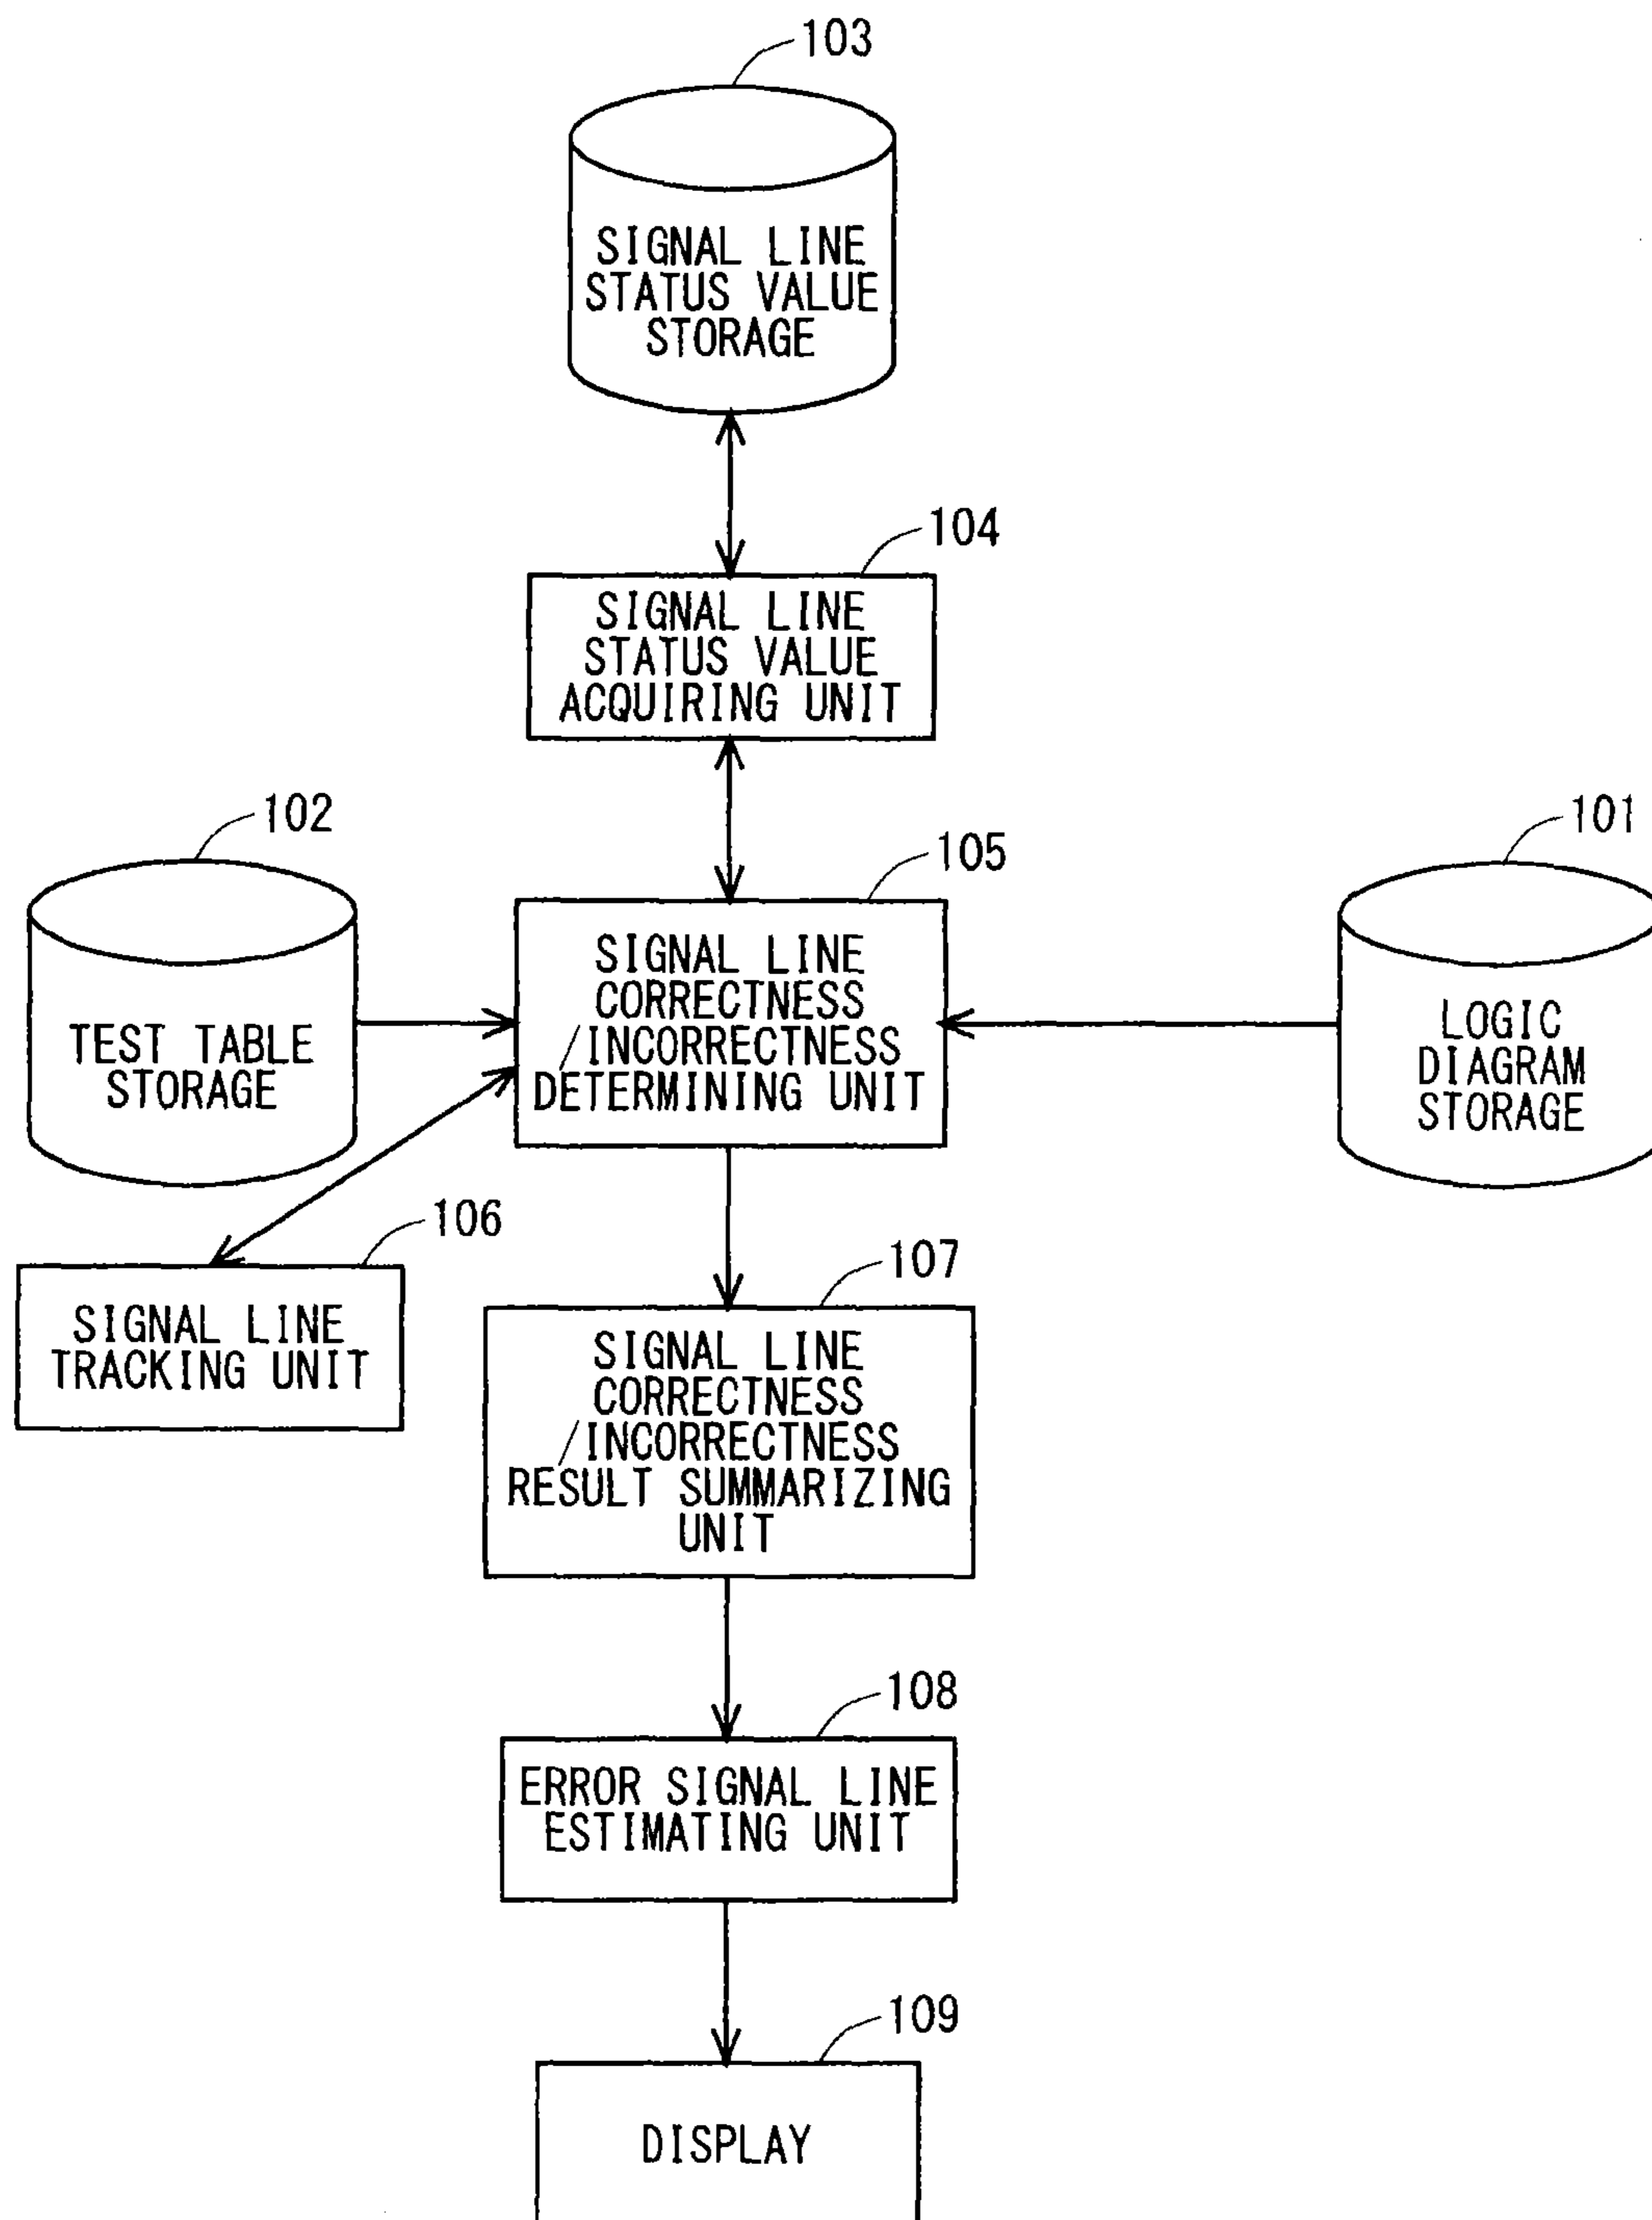 103
SIGNAL LINE
STATUS VALUE
STORAGE
104
SIGNAL LINE
STATUS VALUE
ACQUIRING UNIT
102
105
101
TEST TABLE
STORAGE
SIGNAL LINE
CORRECTNESS
/INCORRECTNESS
DETERMINING UNIT
LOGIC
DIAGRAM
STORAGE
106
SIGNAL LINE
TRACKING UNIT
107
SIGNAL LINE
CORRECTNESS
/INCORRECTNESS
RESULT SUMMARIZING
UNIT
108
ERROR SIGNAL LINE
ESTIMATING UNIT
109
DISPLAY